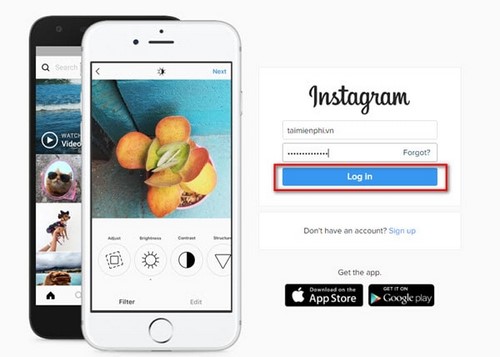 Search
WATCH
Video
Next
Adjust
Brightness
Contrast
Structure
Filter
Edit
Instagram
taimienphi.vn
••••••••••••••
Forgot?
Log in
Don't have an account? Sign up
Get the app.
Download on the
App Store
GET IT ON
Google play